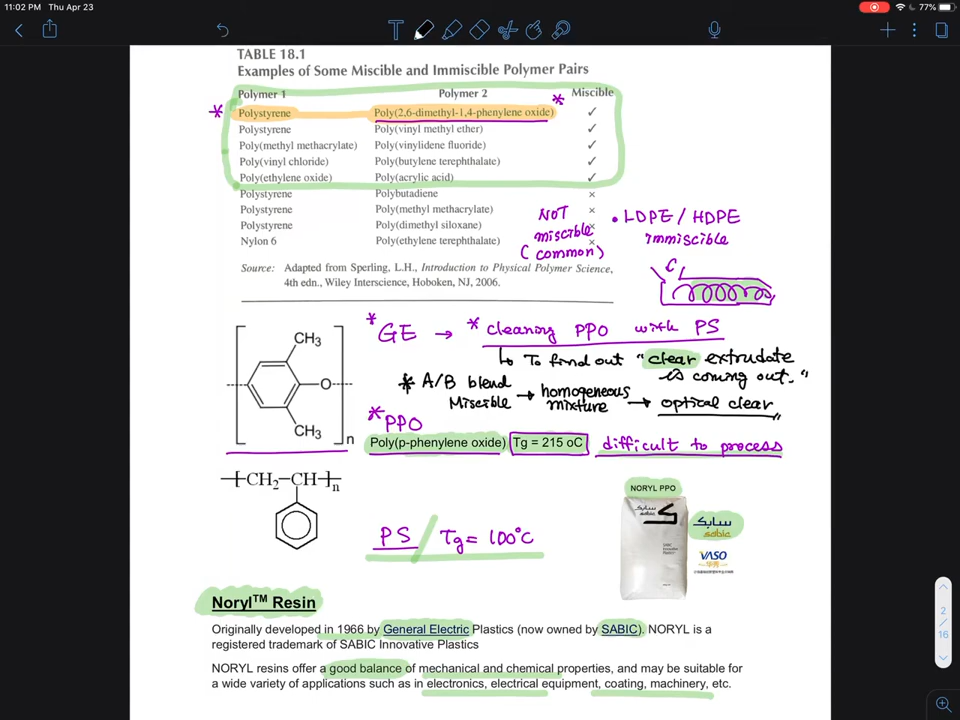 11:02 PM Thu Apr 23
77%
TABLE 18.1
Examples of Some Miscible and Immiscible Polymer Pairs
Polymer 1 Polymer 2 Miscible
* Polystyrene Poly(2,6-dimethyl-1,4-phenylene oxide) * ✓
Polystyrene Poly(vinyl methyl ether) ✓
Poly(methyl methacrylate) Poly(vinylidene fluoride) ✓
Poly(vinyl chloride) Poly(butylene terephthalate) ✓
Poly(ethylene oxide) Poly(acrylic acid) ✓
Polystyrene Polybutadiene ×
Polystyrene Poly(methyl methacrylate) ×
Polystyrene Poly(dimethyl siloxane) ×
Nylon 6 Poly(ethylene terephthalate) ×
NOT
miscible
(common)
• LDPE / HDPE
immiscible
Source: Adapted from Sperling, L.H., Introduction to Physical Polymer Science,
4th edn., Wiley Interscience, Hoboken, NJ, 2006.
* GE → * cleaning PPO with PS
↳ To find out "clear extrudate
is coming out."
* A/B blend
Miscible → homogeneous
mixture → optical clear
CH3
O
CH3
n
* PPO
Poly(p-phenylene oxide) Tg = 215 oC difficult to process
CH2–CH n
PS / Tg = 100°C
NORYL PPO
سابك
sabic
سابك
sabic
VASO
华秀
Noryl™ Resin
Originally developed in 1966 by General Electric Plastics (now owned by SABIC). NORYL is a
registered trademark of SABIC Innovative Plastics
NORYL resins offer a good balance of mechanical and chemical properties, and may be suitable for
a wide variety of applications such as in electronics, electrical equipment, coating, machinery, etc.
2
/
16